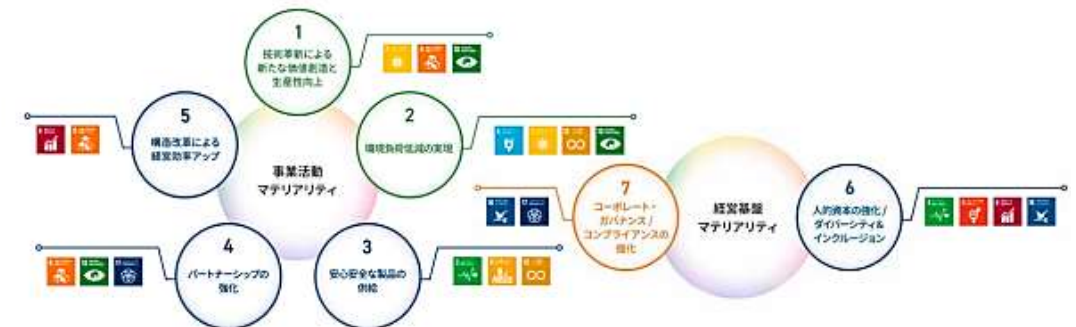 1
技術革新による
新たな価値創造と
生産性向上
5
構造改革による
経営効率アップ
2
環境負荷低減の実現
事業活動
マテリアリティ
4
パートナーシップの
強化
3
安心安全な製品の
供給
7
コーポレート・
ガバナンス/
コンプライアンスの
強化
経営基盤
マテリアリティ
6
人的資本の強化/
ダイバーシティ&
インクルージョン